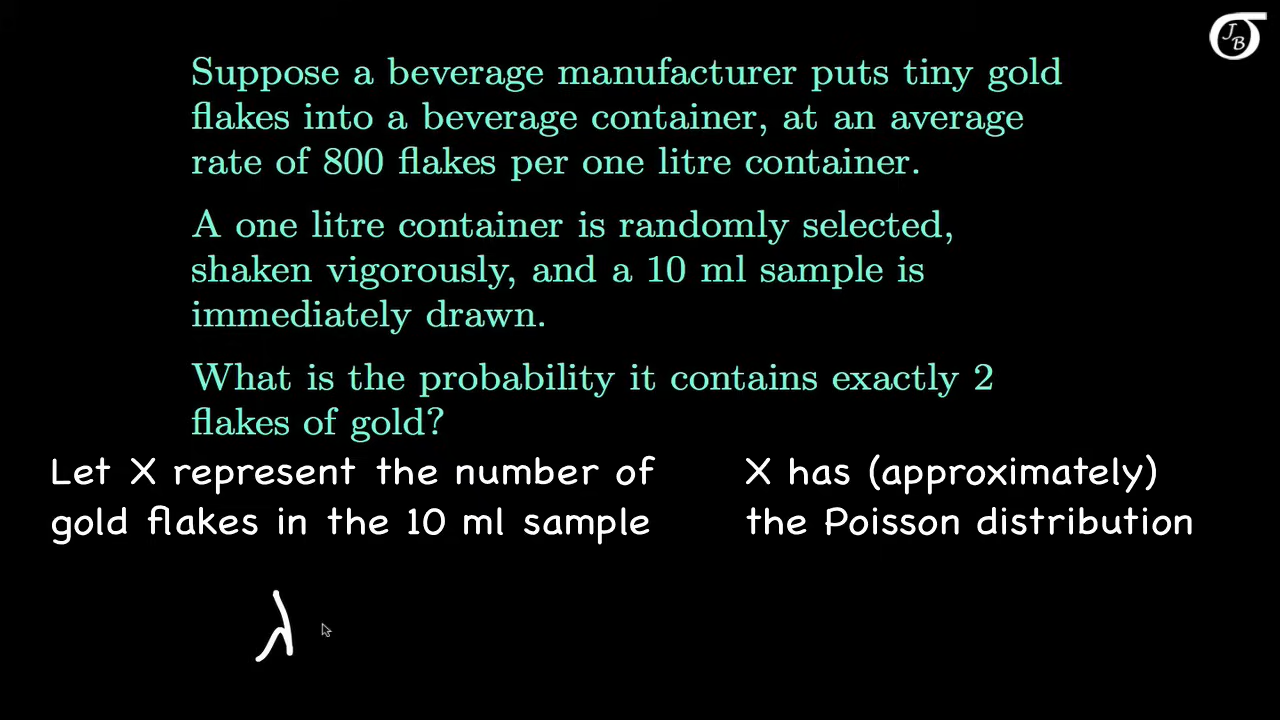 JB
Suppose a beverage manufacturer puts tiny gold
flakes into a beverage container, at an average
rate of 800 flakes per one litre container.
A one litre container is randomly selected,
shaken vigorously, and a 10 ml sample is
immediately drawn.
What is the probability it contains exactly 2
flakes of gold?
Let X represent the number of
gold flakes in the 10 ml sample
X has (approximately)
the Poisson distribution
λ